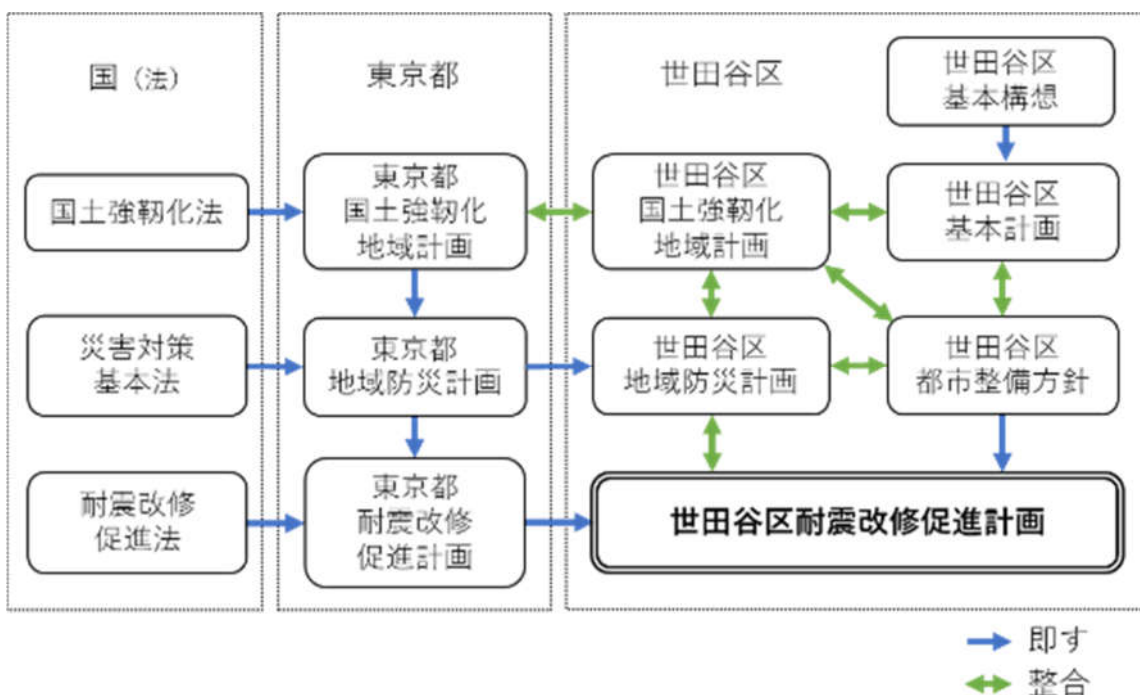 国（法）
国土強靱化法
災害対策
基本法
耐震改修
促進法
東京都
東京都
国土強靱化
地域計画
東京都
地域防災計画
東京都
耐震改修
促進計画
世田谷区
世田谷区
基本構想
世田谷区
国土強靱化
地域計画
世田谷区
基本計画
世田谷区
地域防災計画
世田谷区
都市整備方針
世田谷区耐震改修促進計画
即す
整合